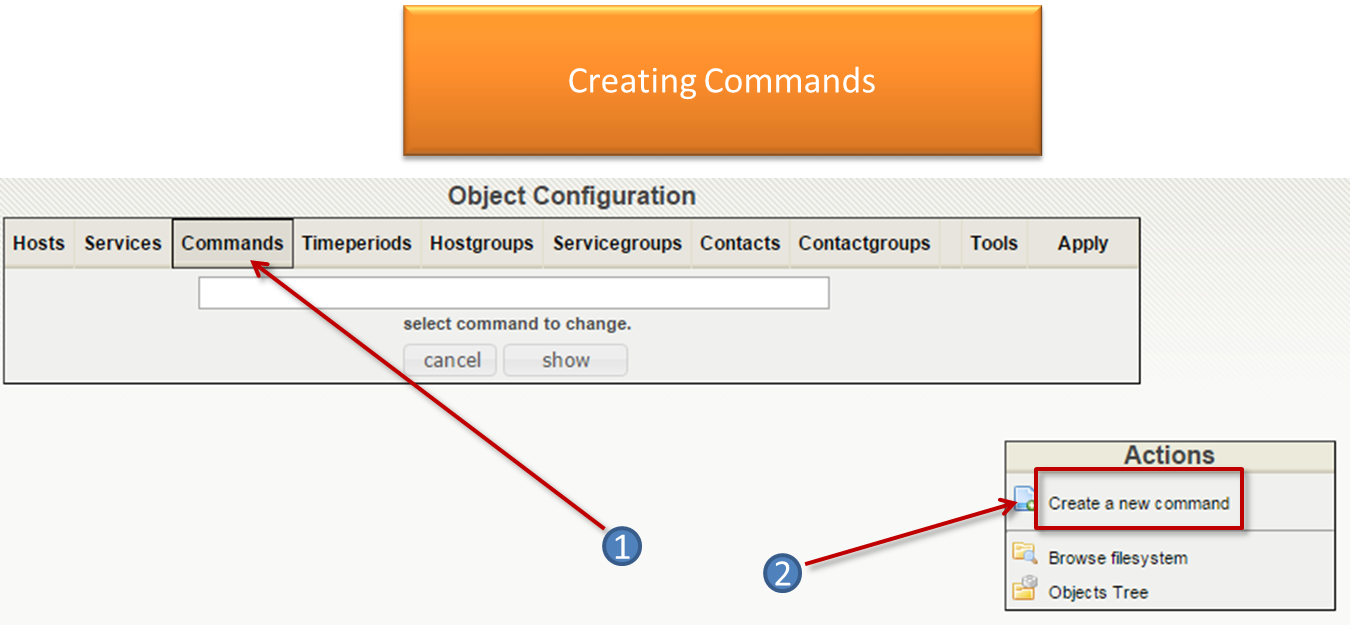 Creating Commands
Object Configuration
Hosts Services Commands Timeperiods Hostgroups Servicegroups Contacts Contactgroups Tools Apply
select command to change.
cancel show
Actions
Create a new command
1
Browse filesystem
2
Objects Tree